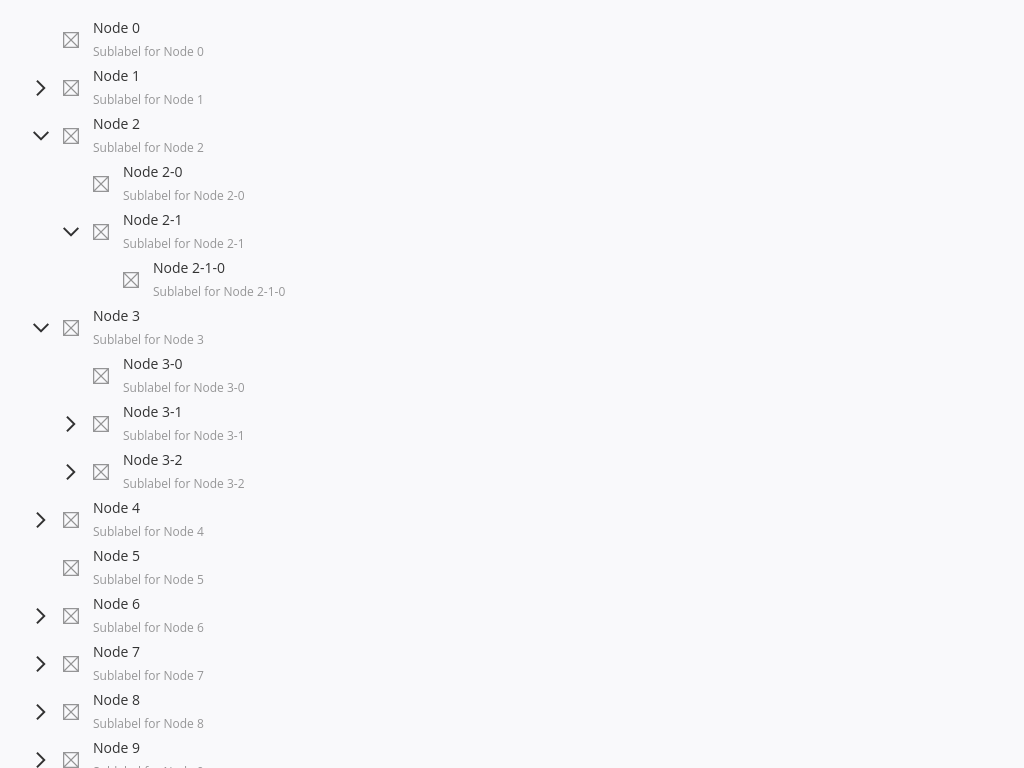 Node 0
Sublabel for Node 0
Node 1
Sublabel for Node 1
Node 2
Sublabel for Node 2
Node 2-0
Sublabel for Node 2-0
Node 2-1
Sublabel for Node 2-1
Node 2-1-0
Sublabel for Node 2-1-0
Node 3
Sublabel for Node 3
Node 3-0
Sublabel for Node 3-0
Node 3-1
Sublabel for Node 3-1
Node 3-2
Sublabel for Node 3-2
Node 4
Sublabel for Node 4
Node 5
Sublabel for Node 5
Node 6
Sublabel for Node 6
Node 7
Sublabel for Node 7
Node 8
Sublabel for Node 8
Node 9